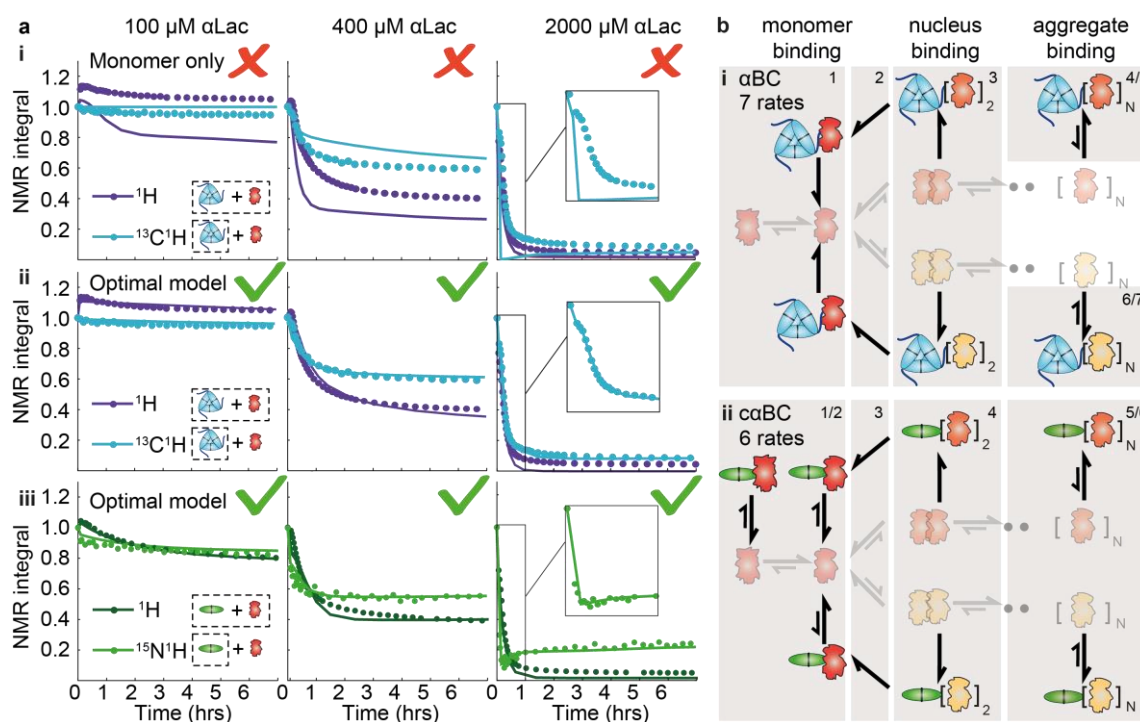 a
100 µM αLac
400 µM αLac
2000 µM αLac
i
Monomer only
NMR integral
1.2
1.0
0.8
0.6
0.4
0.2
¹H
+
¹³C¹H
+
ii
Optimal model
NMR integral
1.2
1.0
0.8
0.6
0.4
0.2
¹H
+
¹³C¹H
+
iii
Optimal model
NMR integral
1.2
1.0
0.8
0.6
0.4
0.2
¹H
+
¹⁵N¹H
+
0 1 2 3 4 5 6
0 1 2 3 4 5 6
0 1 2 3 4 5 6
Time (hrs)
Time (hrs)
Time (hrs)
b
monomer binding
nucleus binding
aggregate binding
i αBC
7 rates
1
2
3
[ ]₂
[ ]N
[ ]N
[ ]N
6/7
[ ]₂
[ ]N
ii cαBC
6 rates
1/2
3
4
[ ]₂
[ ]N
[ ]N
[ ]N
[ ]₂
[ ]N